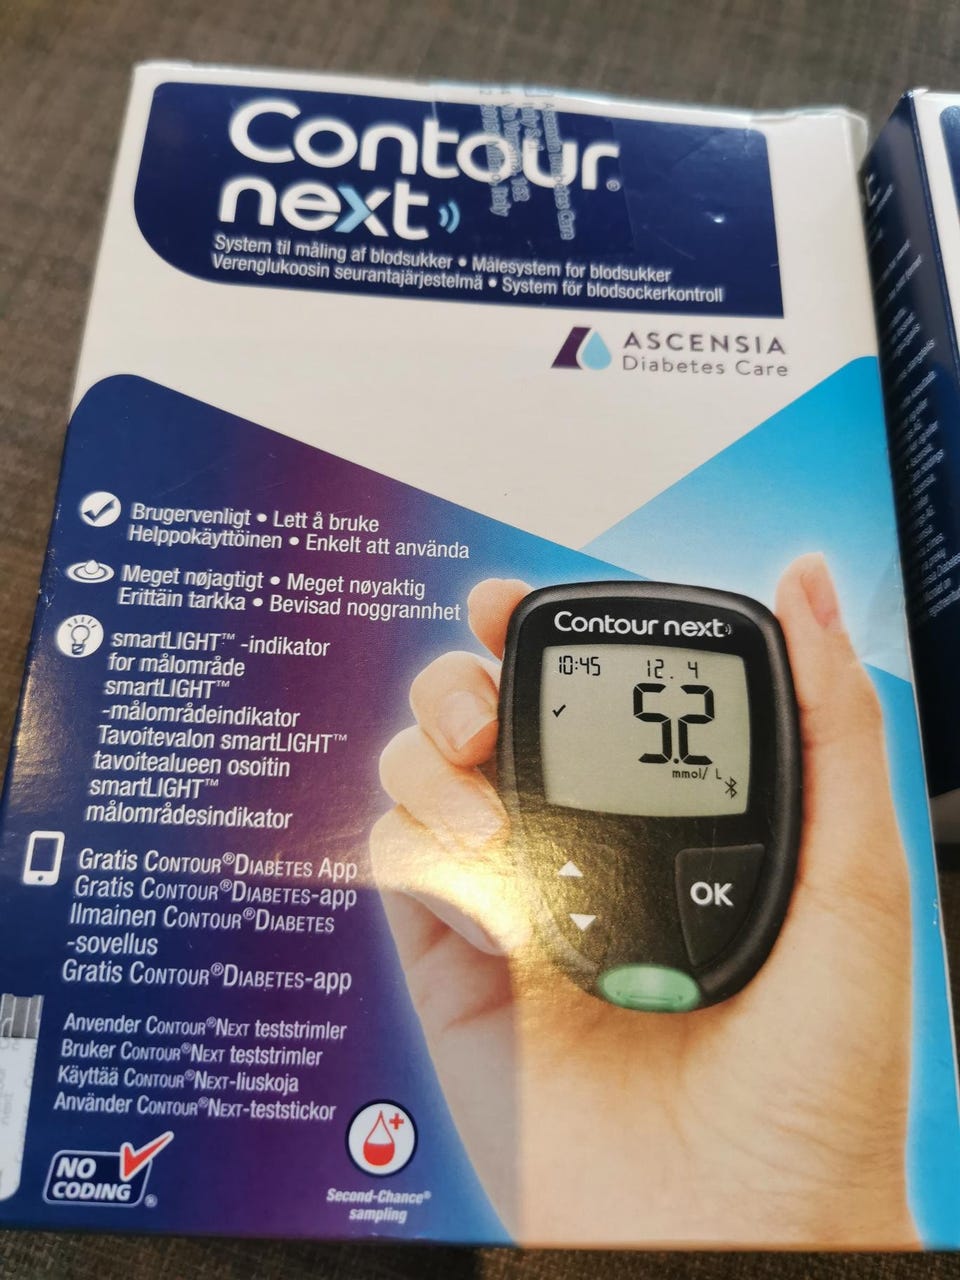 Contour®
next
System til måling af blodsukker • Målesystem for blodsukker
Verenglukoosin seurantajärjestelmä • System för blodsockerkontroll
ASCENSIA
Diabetes Care
Brugervenligt • Lett å bruke
Helppokäyttöinen • Enkelt att använda
Meget nøjagtigt • Meget nøyaktig
Erittäin tarkka • Bevisad noggrannhet
smartLIGHT™ -indikator
for målområde
smartLIGHT™
-målområdeindikator
Tavoitevalon smartLIGHT™
tavoitealueen osoitin
smartLIGHT™
målområdesindikator
Gratis CONTOUR®DIABETES App
Gratis CONTOUR®DIABETES-app
Ilmainen CONTOUR®DIABETES
-sovellus
Gratis CONTOUR®DIABETES-app
Anvender CONTOUR®NEXT teststrimler
Bruker CONTOUR®NEXT teststrimler
Käyttää CONTOUR®NEXT-liuskoja
Använder CONTOUR®NEXT-teststickor
NO
CODING®
Second-Chance®
sampling
Contour next
10:45 12.4
5.2
mmol/L
OK